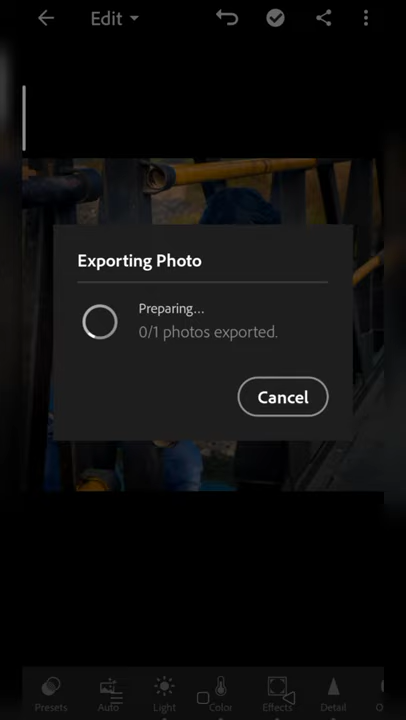 Edit
Exporting Photo
Preparing...
0/1 photos exported.
Cancel
Presets
Auto
Light
Color
Effects
Detail